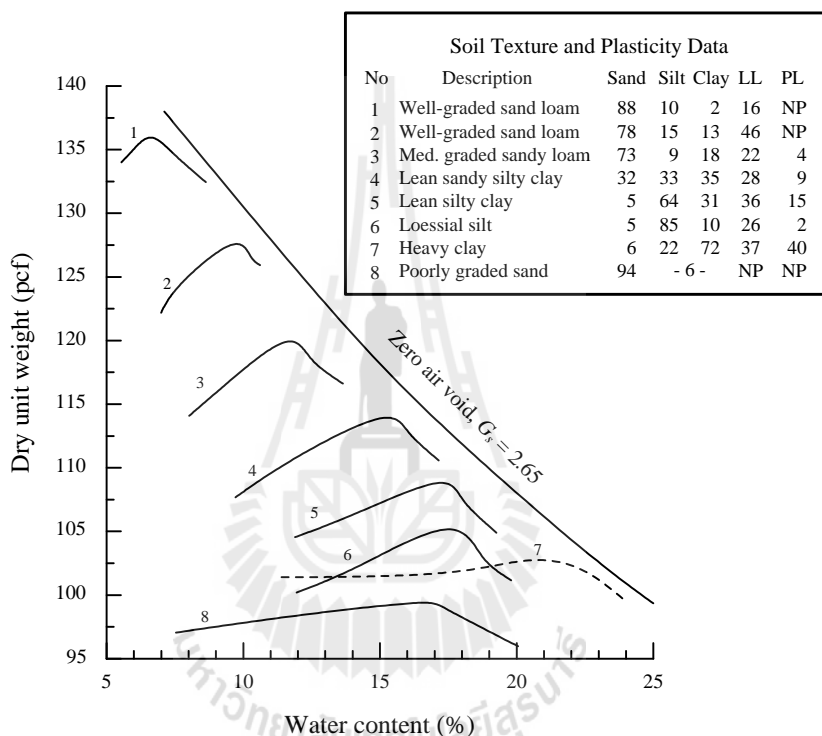 Soil Texture and Plasticity Data
No Description Sand Silt Clay LL PL
1 Well-graded sand loam 88 10 2 16 NP
2 Well-graded sand loam 78 15 13 46 NP
3 Med. graded sandy loam 73 9 18 22 4
4 Lean sandy silty clay 32 33 35 28 9
5 Lean silty clay 5 64 31 36 15
6 Loessial silt 5 85 10 26 2
7 Heavy clay 6 22 72 37 40
8 Poorly graded sand 94 - 6 - NP NP
Dry unit weight (pcf)
140
135
130
125
120
115
110
105
100
95
1
2
3
4
5
6
7
8
Zero air void, Gs = 2.65
5 10 15 20 25
Water content (%)